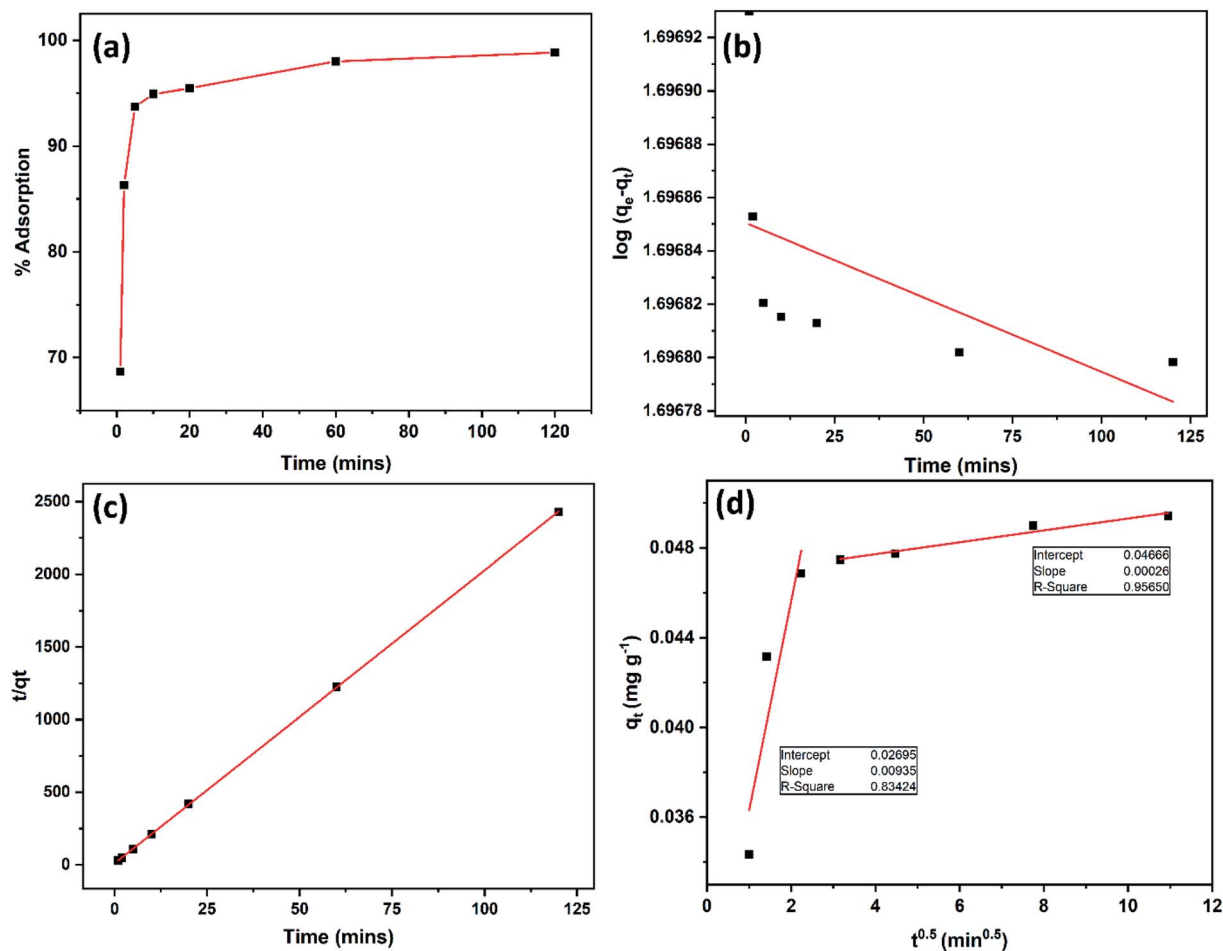 (a)
100
90
80
70
% Adsorption
0 20 40 60 80 100 120
Time (mins)
(b)
1.69692
1.69690
1.69688
1.69686
1.69684
1.69682
1.69680
1.69678
log (qe-qt)
0 25 50 75 100 125
Time (mins)
(c)
2500
2000
1500
1000
500
0
t/qt
0 25 50 75 100 125
Time (mins)
(d)
0.048
0.044
0.040
0.036
qt (mg g-1)
Intercept 0.04666
Slope 0.00026
R-Square 0.95650
Intercept 0.02695
Slope 0.00935
R-Square 0.83424
0 2 4 6 8 10 12
t0.5 (min0.5)